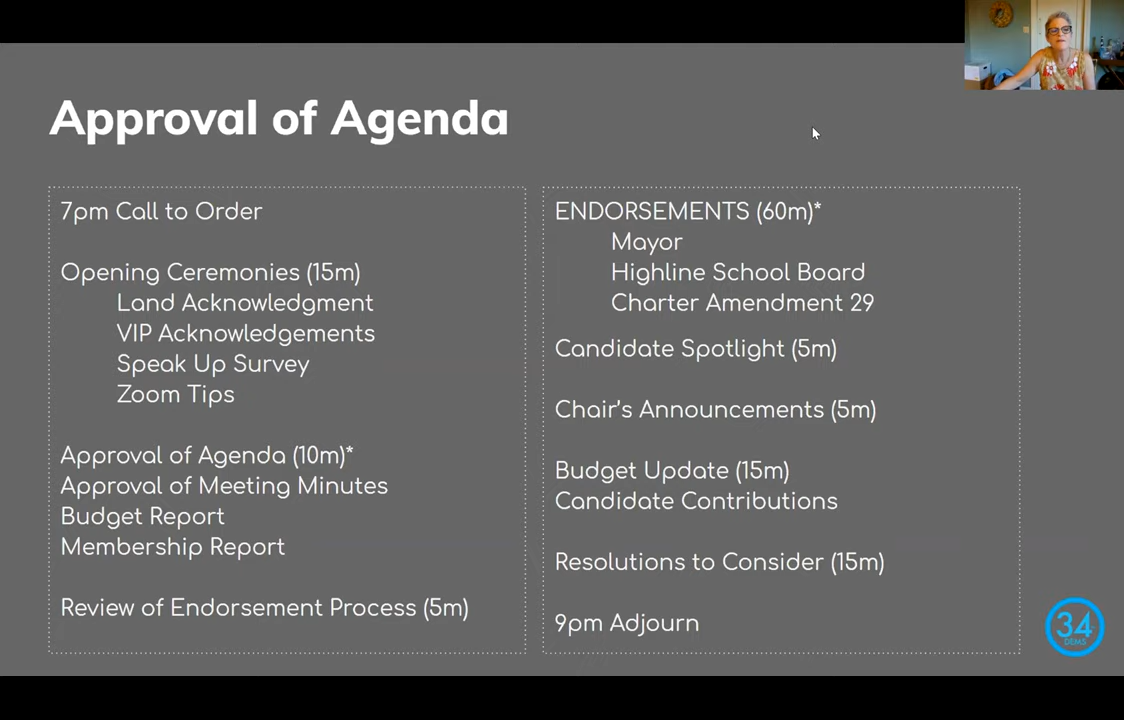 Approval of Agenda
7pm Call to Order
Opening Ceremonies (15m)
Land Acknowledgment
VIP Acknowledgements
Speak Up Survey
Zoom Tips
Approval of Agenda (10m)*
Approval of Meeting Minutes
Budget Report
Membership Report
Review of Endorsement Process (5m)
ENDORSEMENTS (60m)*
Mayor
Highline School Board
Charter Amendment 29
Candidate Spotlight (5m)
Chair’s Announcements (5m)
Budget Update (15m)
Candidate Contributions
Resolutions to Consider (15m)
9pm Adjourn
34
DEMS